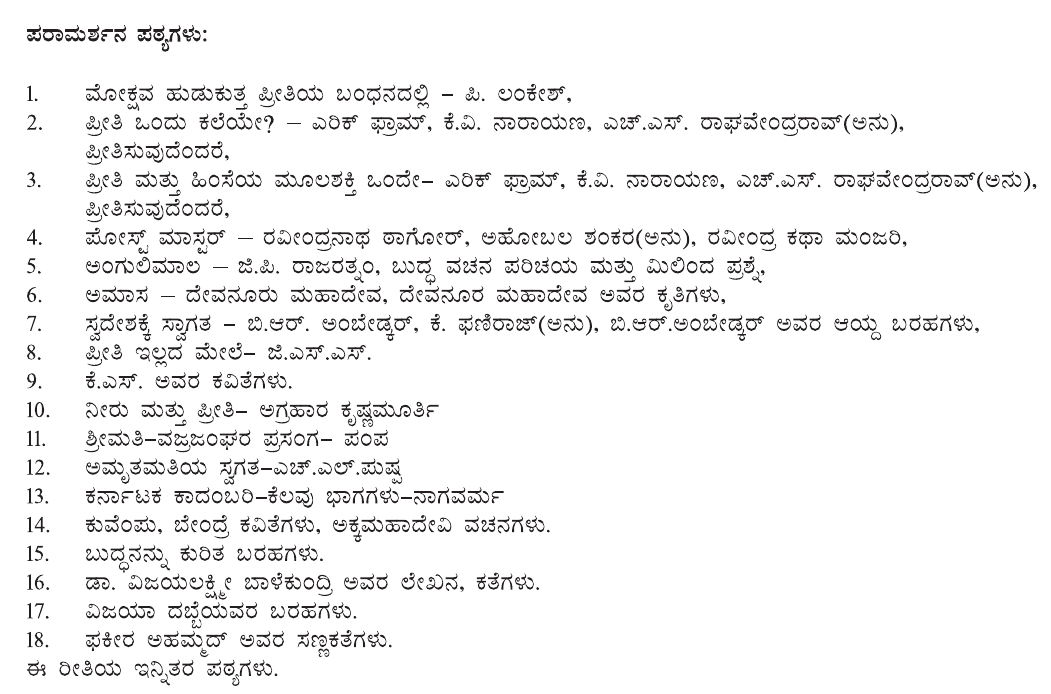 ಪರಾಮರ್ಶನ ಪಠ್ಯಗಳು:
1. ಮೋಕ್ಷವ ಹುಡುಕುತ್ತ ಪ್ರೀತಿಯ ಬಂಧನದಲ್ಲಿ – ಪಿ. ಲಂಕೇಶ್,
2. ಪ್ರೀತಿ ಒಂದು ಕಲೆಯೇ? – ಎರಿಕ್ ಫ್ರಾಮ್, ಕೆ.ವಿ. ನಾರಾಯಣ, ಎಚ್.ಎಸ್. ರಾಘವೇಂದ್ರರಾವ್(ಅನು),
ಪ್ರೀತಿಸುವುದೆಂದರೆ,
3. ಪ್ರೀತಿ ಮತ್ತು ಹಿಂಸೆಯ ಮೂಲಶಕ್ತಿ ಒಂದೇ– ಎರಿಕ್ ಫ್ರಾಮ್, ಕೆ.ವಿ. ನಾರಾಯಣ, ಎಚ್.ಎಸ್. ರಾಘವೇಂದ್ರರಾವ್(ಅನು),
ಪ್ರೀತಿಸುವುದೆಂದರೆ,
4. ಪೋಸ್ಟ್ ಮಾಸ್ಟರ್ – ರವೀಂದ್ರನಾಥ ಠಾಗೋರ್, ಅಹೋಬಲ ಶಂಕರ(ಅನು), ರವೀಂದ್ರ ಕಥಾ ಮಂಜರಿ,
5. ಅಂಗುಲಿಮಾಲ – ಜಿ.ಪಿ. ರಾಜರತ್ನಂ, ಬುದ್ಧ ವಚನ ಪರಿಚಯ ಮತ್ತು ಮಿಲಿಂದ ಪ್ರಶ್ನೆ,
6. ಅಮಾಸ – ದೇವನೂರು ಮಹಾದೇವ, ದೇವನೂರ ಮಹಾದೇವ ಅವರ ಕೃತಿಗಳು,
7. ಸ್ವದೇಶಕ್ಕೆ ಸ್ವಾಗತ – ಬಿ.ಆರ್. ಅಂಬೇಡ್ಕರ್, ಕೆ. ಫಣಿರಾಜ್(ಅನು), ಬಿ.ಆರ್.ಅಂಬೇಡ್ಕರ್ ಅವರ ಆಯ್ದ ಬರಹಗಳು,
8. ಪ್ರೀತಿ ಇಲ್ಲದ ಮೇಲೆ– ಜಿ.ಎಸ್.ಎಸ್.
9. ಕೆ.ಎಸ್. ಅವರ ಕವಿತೆಗಳು.
10. ನೀರು ಮತ್ತು ಪ್ರೀತಿ– ಅಗ್ರಹಾರ ಕೃಷ್ಣಮೂರ್ತಿ
11. ಶ್ರೀಮತಿ–ವಜ್ರಜಂಘರ ಪ್ರಸಂಗ– ಪಂಪ
12. ಅಮೃತಮತಿಯ ಸ್ವಗತ–ಎಚ್.ಎಲ್.ಪುಷ್ಪ
13. ಕರ್ನಾಟಕ ಕಾದಂಬರಿ–ಕೆಲವು ಭಾಗಗಳು–ನಾಗವರ್ಮ
14. ಕುವೆಂಪು, ಬೇಂದ್ರೆ ಕವಿತೆಗಳು, ಅಕ್ಕಮಹಾದೇವಿ ವಚನಗಳು.
15. ಬುದ್ಧನನ್ನು ಕುರಿತ ಬರಹಗಳು.
16. ಡಾ. ವಿಜಯಲಕ್ಷ್ಮೀ ಬಾಳೆಕುಂದ್ರಿ ಅವರ ಲೇಖನ, ಕತೆಗಳು.
17. ವಿಜಯಾ ದಬ್ಬೆಯವರ ಬರಹಗಳು.
18. ಫಕೀರ ಅಹಮ್ಮದ್ ಅವರ ಸಣ್ಣಕತೆಗಳು.
ಈ ರೀತಿಯ ಇನ್ನಿತರ ಪಠ್ಯಗಳು.